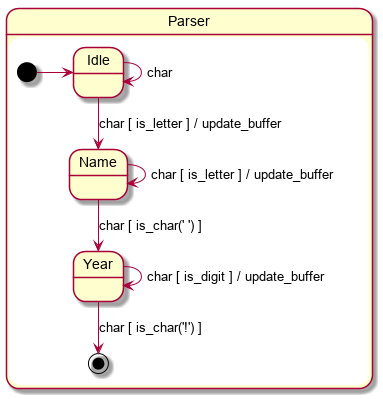 Parser
Idle
char
char [ is_letter ] / update_buffer
Name
char [ is_letter ] / update_buffer
char [ is_char(' ') ]
Year
char [ is_digit ] / update_buffer
char [ is_char('!') ]